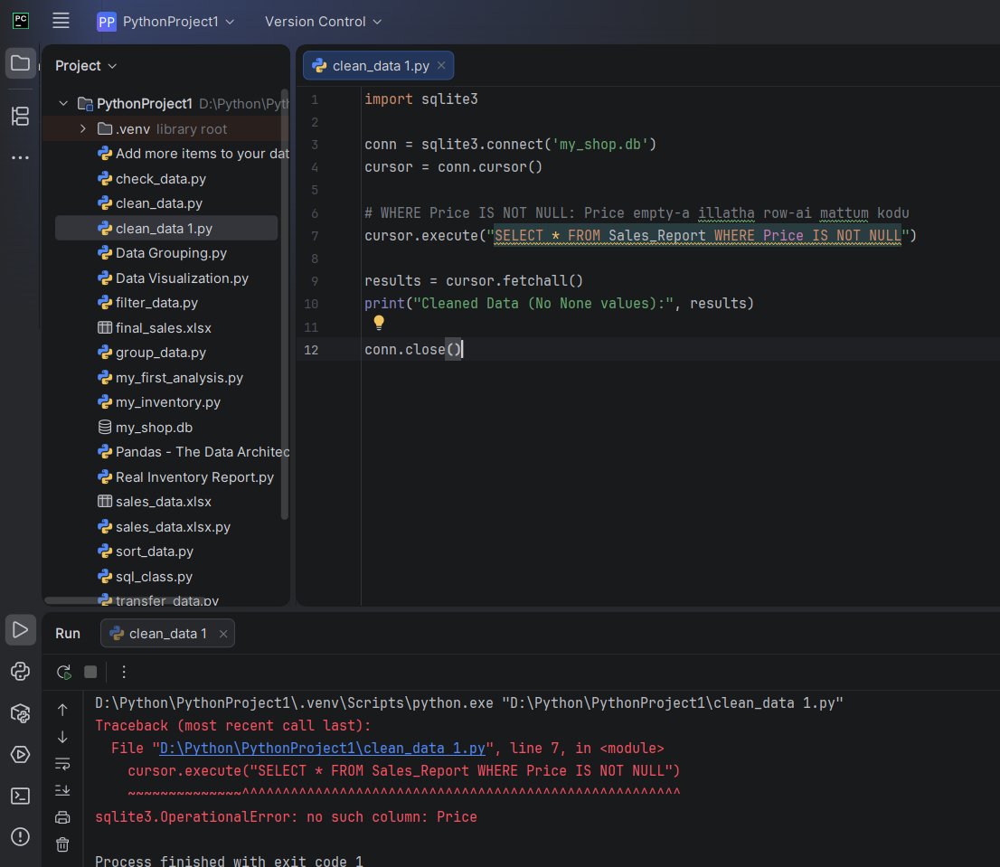 PC
PP PythonProject1 Version Control
Project
PythonProject1 D:\Python\Pyth
.venv library root
Add more items to your dat
check_data.py
clean_data.py
clean_data 1.py
Data Grouping.py
Data Visualization.py
filter_data.py
final_sales.xlsx
group_data.py
my_first_analysis.py
my_inventory.py
my_shop.db
Pandas - The Data Architec
Real Inventory Report.py
sales_data.xlsx
sales_data.xlsx.py
sort_data.py
sql_class.py
transfer_data.py
clean_data 1.py
1 import sqlite3
2
3 conn = sqlite3.connect('my_shop.db')
4 cursor = conn.cursor()
5
6 # WHERE Price IS NOT NULL: Price empty-a illatha row-ai mattum kodu
7 cursor.execute("SELECT * FROM Sales_Report WHERE Price IS NOT NULL")
8
9 results = cursor.fetchall()
10 print("Cleaned Data (No None values):", results)
11
12 conn.close()
Run clean_data 1
D:\Python\PythonProject1\.venv\Scripts\python.exe "D:\Python\PythonProject1\clean_data 1.py"
Traceback (most recent call last):
File "D:\Python\PythonProject1\clean_data 1.py", line 7, in <module>
cursor.execute("SELECT * FROM Sales_Report WHERE Price IS NOT NULL")
~~~~~~~~~~~~~~^^^^^^^^^^^^^^^^^^^^^^^^^^^^^^^^^^^^^^^^^^^^^^^^^^^^^^
sqlite3.OperationalError: no such column: Price
Process finished with exit code 1